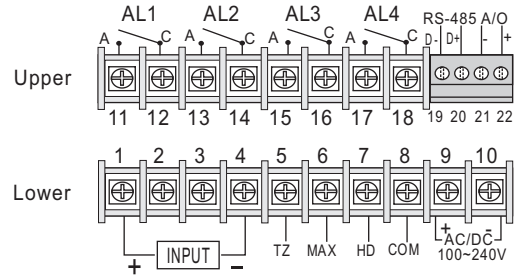 AL1 AL2 AL3 AL4 RS-485 A/O
A C A C A C A C D- D+ - +
Upper
11 12 13 14 15 16 17 18 19 20 21 22
1 2 3 4 5 6 7 8 9 10
Lower
+ INPUT - TZ MAX HD COM + AC/DC -
100~240V